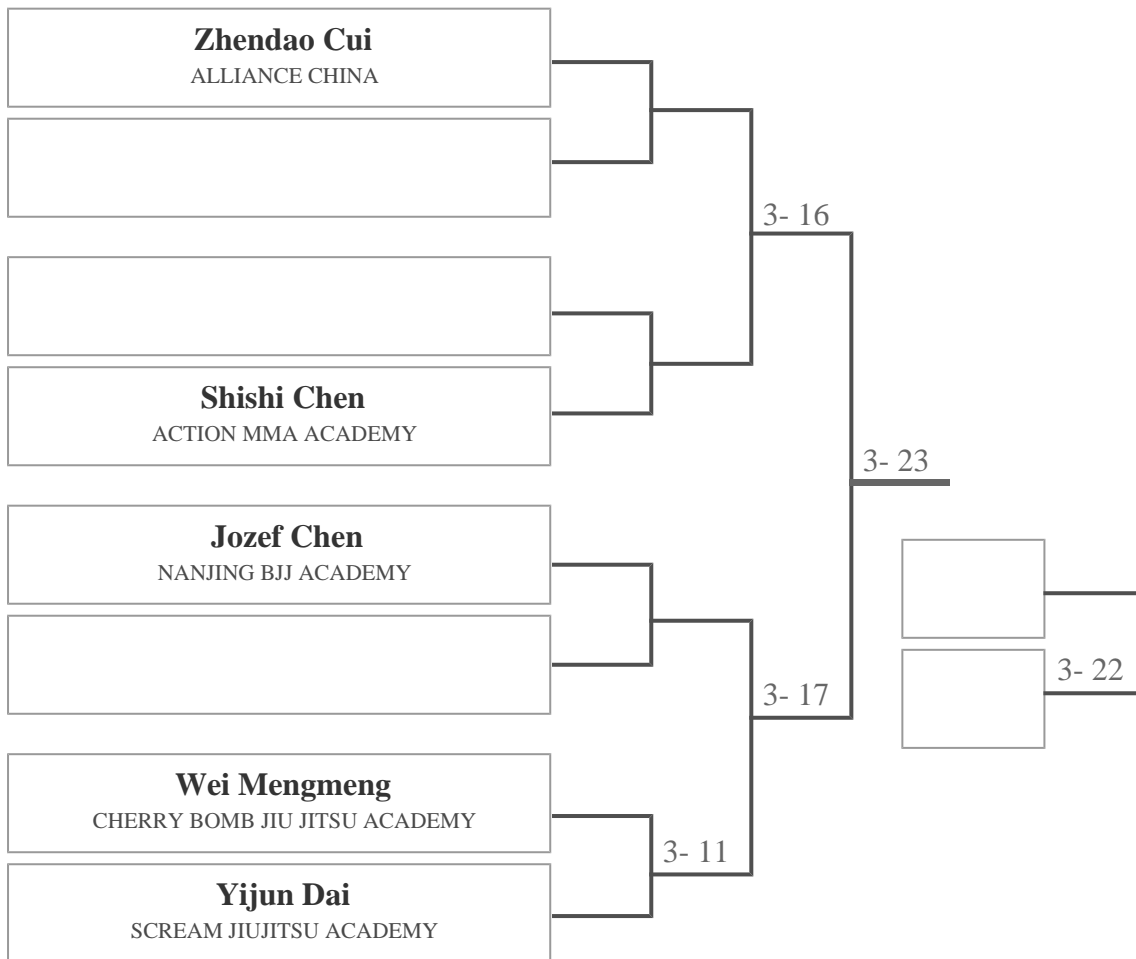 Zhendao Cui
ALLIANCE CHINA
3- 16
Shishi Chen
ACTION MMA ACADEMY
3- 23
Jozef Chen
NANJING BJJ ACADEMY
3- 22
3- 17
Wei Mengmeng
CHERRY BOMB JIU JITSU ACADEMY
3- 11
Yijun Dai
SCREAM JIUJITSU ACADEMY